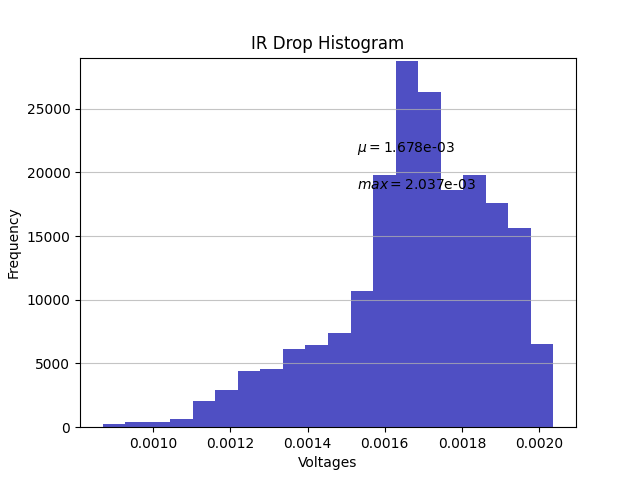 IR Drop Histogram
25000
20000
15000
10000
5000
0
Frequency
μ = 1.678e-03
max = 2.037e-03
0.0010 0.0012 0.0014 0.0016 0.0018 0.0020
Voltages